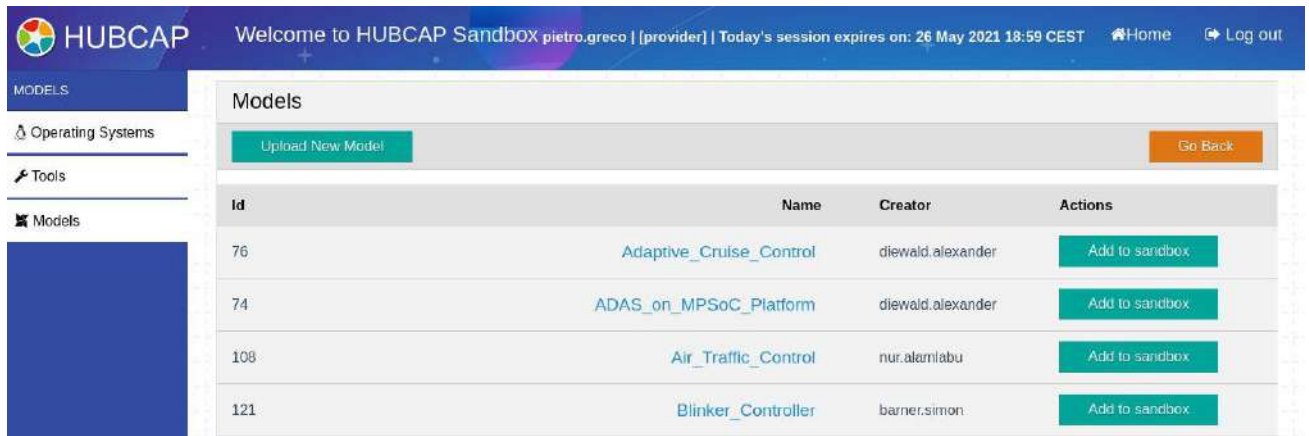 HUBCAP
Welcome to HUBCAP Sandbox pietro.greco | [provider] | Today's session expires on: 26 May 2021 18:59 CEST
Home
Log out
MODELS
Operating Systems
Tools
Models
Models
Upload New Model
Go Back
Id Name Creator Actions
76 Adaptive_Cruise_Control diewald.alexander Add to sandbox
74 ADAS_on_MPSoC_Platform diewald.alexander Add to sandbox
108 Air_Traffic_Control nur.alamlabu Add to sandbox
121 Blinker_Controller barner.simon Add to sandbox